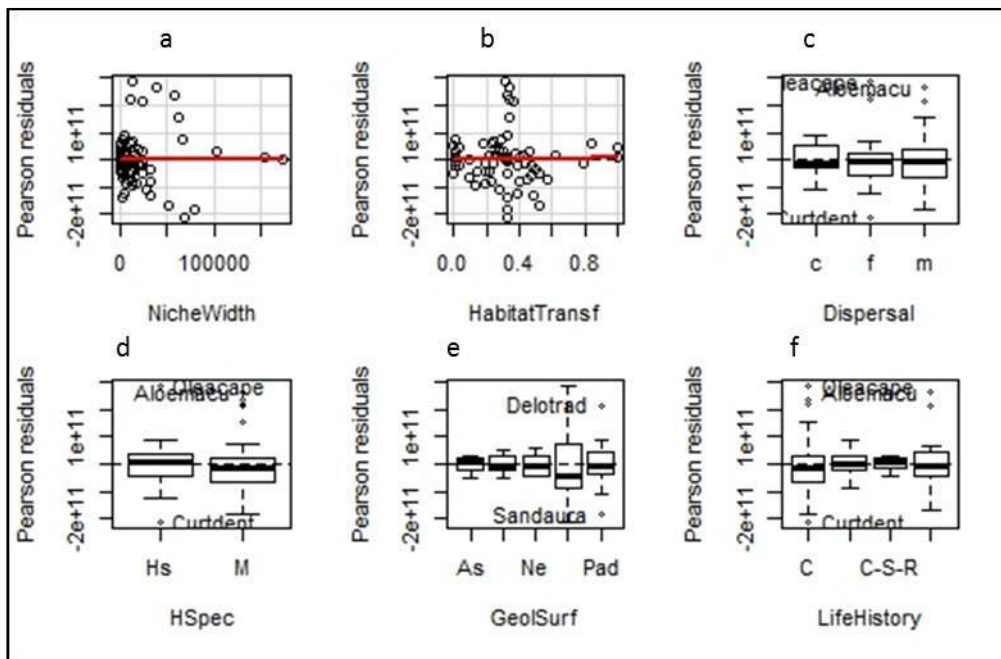 a b c
Pearson residuals
-2e+11 1e+11
0 100000
NicheWidth
Pearson residuals
-2e+11 1e+11
0.0 0.4 0.8
HabitatTransf
Pearson residuals
-2e+11 1e+11
leacape Aloemacu
Curtdent
c f m
Dispersal
d e f
Pearson residuals
-2e+11 1e+11
Oleacape
Aloemacu
Curtdent
Hs M
HSpec
Pearson residuals
-2e+11 1e+11
Delotrad
Sandaura
As Ne Pad
GeolSurf
Pearson residuals
-2e+11 1e+11
Oleacape
Aloemacu
Curtdent
C C-S-R
LifeHistory